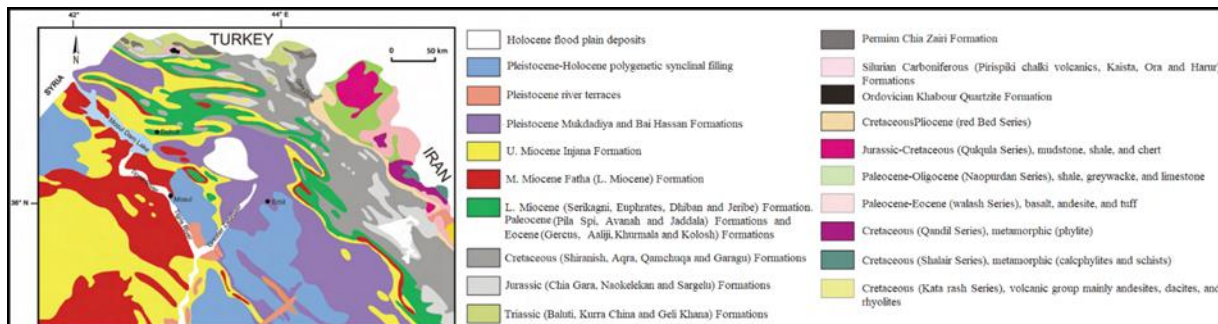 42°
44° E
TURKEY
N
0 50 km
SYRIA
Mosul Dam Lake
Duhuk
IRAN
36° N
Mosul
Erbil
Tigris River
Holocene flood plain deposits
Pleistocene-Holocene polygenetic synclinal filling
Pleistocene river terraces
Pleistocene Mukdadiya and Bai Hassan Formations
U. Miocene Injana Formation
M. Miocene Fatha (L. Miocene) Formation
L. Miocene (Serikagni, Euphrates, Dhiban and Jeribe) Formation.
Paleocene (Pila Spi, Avanah and Jaddala) Formations and
Eocene (Gercus, Aaliji, Khurmala and Kolosh) Formations
Cretaceous (Shiranish, Aqra, Qamchuqa and Garagu) Formations
Jurassic (Chia Gara, Naokelekan and Sargelu) Formations
Triassic (Baluti, Kurra China and Geli Khana) Formations
Permian Chia Zairi Formation
Silurian Carboniferous (Pirispiki chalki volcanics, Kaista, Ora and Harur)
Formations
Ordovician Khabour Quartzite Formation
CretaceousPliocene (red Bed Series)
Jurassic-Cretaceous (Qulqula Series), mudstone, shale, and chert
Paleocene-Oligocene (Naopurdan Series), shale, greywacke, and limestone
Paleocene-Eocene (walash Series), basalt, andesite, and tuff
Cretaceous (Qandil Series), metamorphic (phylite)
Cretaceous (Shalair Series), metamorphic (calcphylites and schists)
Cretaceous (Kata rash Series), volcanic group mainly andesites, dacites, and
rhyolites